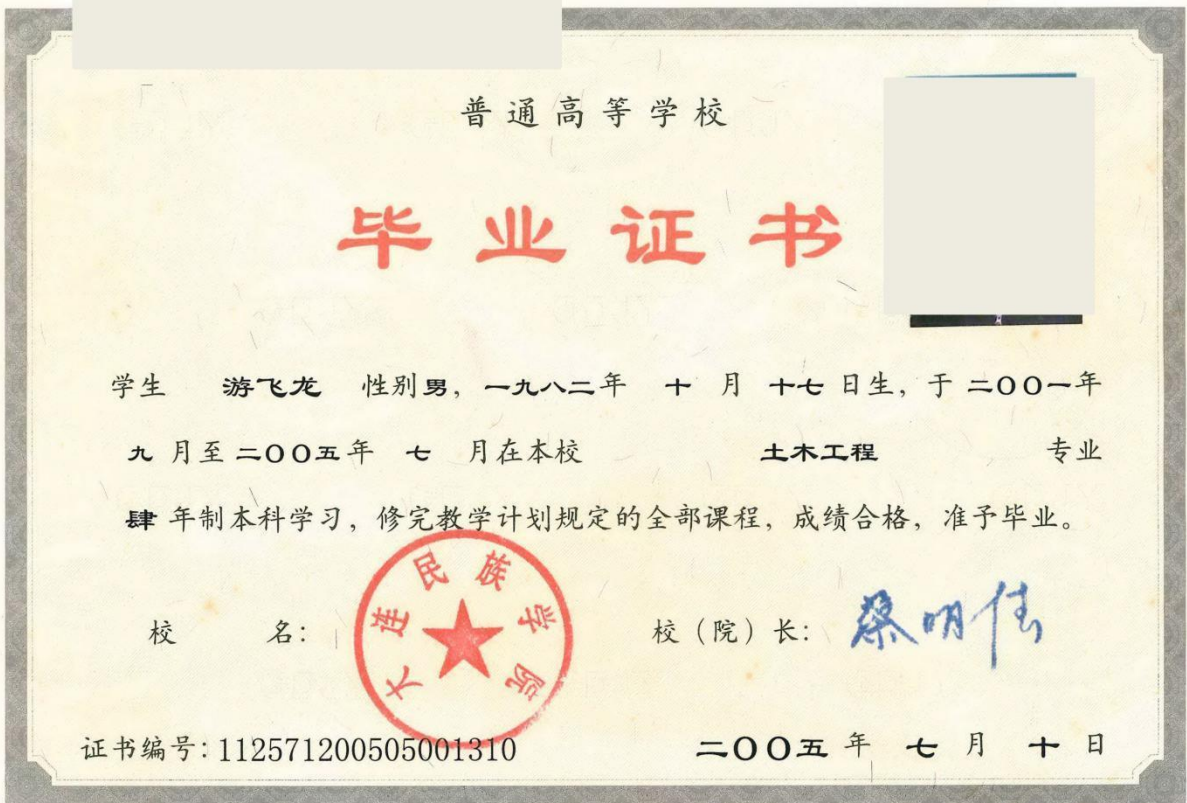 普通高等学校
毕业证书
学生 游飞龙 性别男，一九八二年 十 月 十七 日生，于 二〇〇一年
九 月至 二〇〇五年 七 月在本校 土木工程 专业
肆 年制本科学习，修完教学计划规定的全部课程，成绩合格，准予毕业。
校 名：
大连民族学院
校（院）长：
证书编号：112571200505001310
二〇〇五 年 七 月 十 日